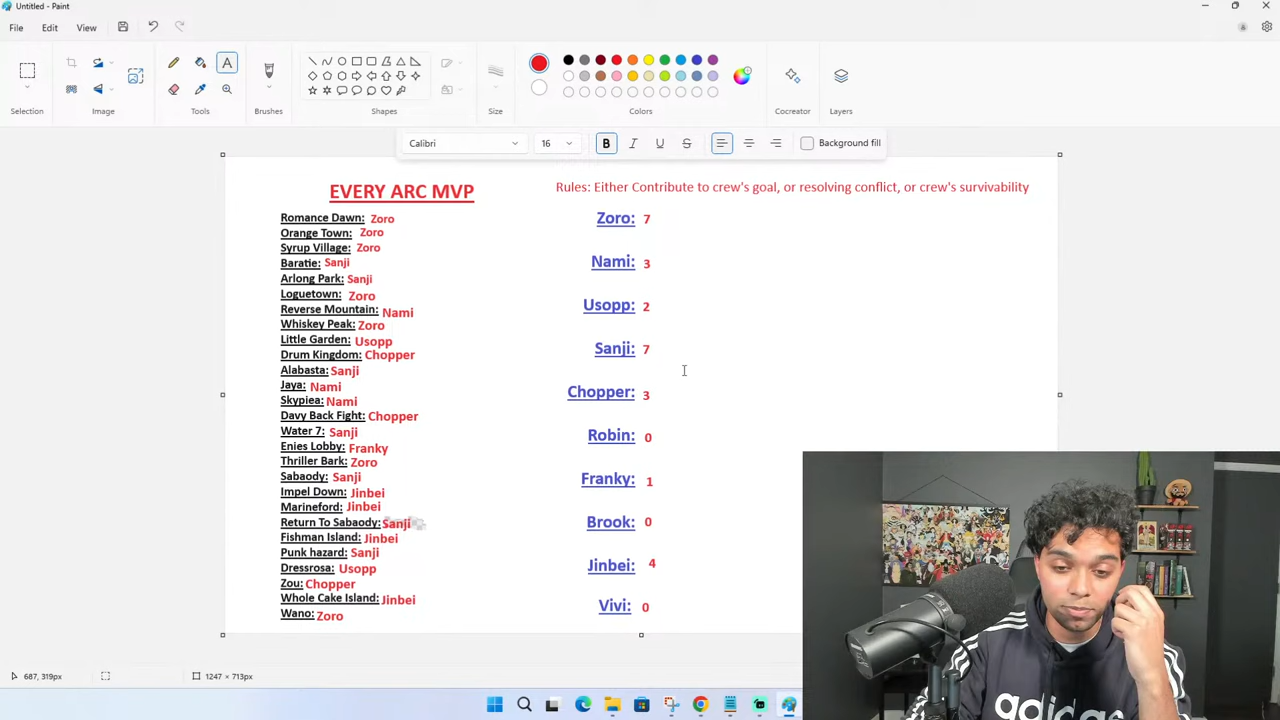 Untitled - Paint
File Edit View
Selection Image Tools Brushes Shapes Size Colors Cocreator Layers
Calibri 16 B I U S Background fill
EVERY ARC MVP
Rules: Either Contribute to crew's goal, or resolving conflict, or crew's survivability
Romance Dawn: Zoro
Orange Town: Zoro
Syrup Village: Zoro
Baratie: Sanji
Arlong Park: Sanji
Loguetown: Zoro
Reverse Mountain: Nami
Whiskey Peak: Zoro
Little Garden: Usopp
Drum Kingdom: Chopper
Alabasta: Sanji
Jaya: Nami
Skypiea: Nami
Davy Back Fight: Chopper
Water 7: Sanji
Enies Lobby: Franky
Thriller Bark: Zoro
Sabaody: Sanji
Impel Down: Jinbei
Marineford: Jinbei
Return To Sabaody: Sanji
Fishman Island: Jinbei
Punk hazard: Sanji
Dressrosa: Usopp
Zou: Chopper
Whole Cake Island: Jinbei
Wano: Zoro
Zoro: 7
Nami: 3
Usopp: 2
Sanji: 7
Chopper: 3
Robin: 0
Franky: 1
Brook: 0
Jinbei: 4
Vivi: 0
687, 319px
1247 × 713px
adidas